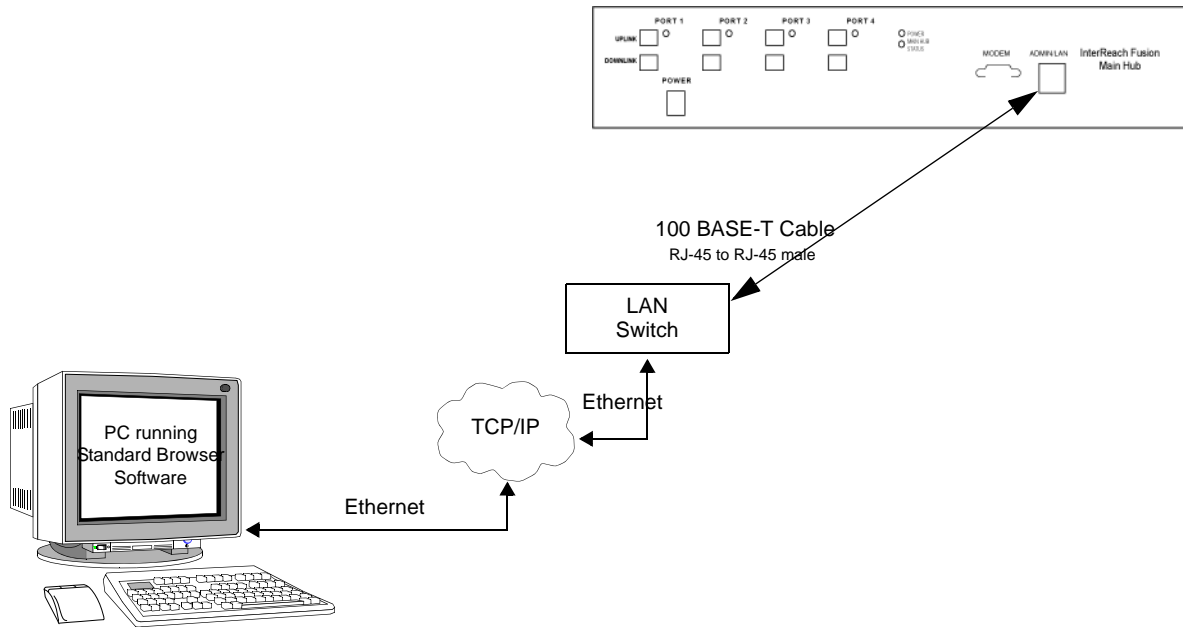 PORT 1 PORT 2 PORT 3 PORT 4
UPLINK
DOWNLINK
POWER
POWER
MAIN HUB
STATUS
MODEM
ADMIN/LAN
InterReach Fusion
Main Hub
100 BASE-T Cable
RJ-45 to RJ-45 male
LAN
Switch
Ethernet
TCP/IP
PC running
Standard Browser
Software
Ethernet